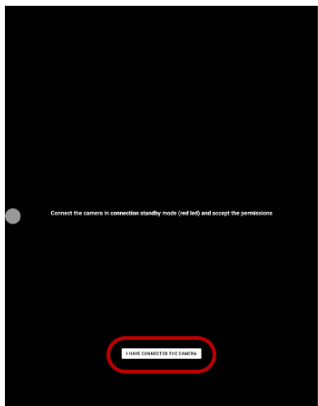 Connect the camera in connection standby mode (red led) and accept the permissions
I HAVE CONNECTED THE CAMERA